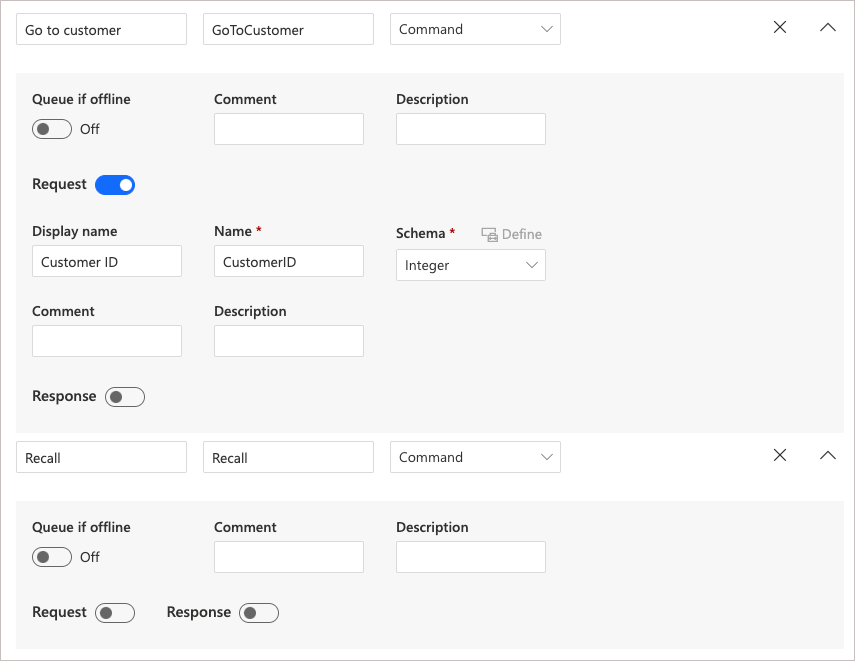 Go to customer GoToCustomer Command
Queue if offline Comment Description
Off
Request
Display name Name * Schema * Define
Customer ID CustomerID Integer
Comment Description
Response
Recall Recall Command
Queue if offline Comment Description
Off
Request Response